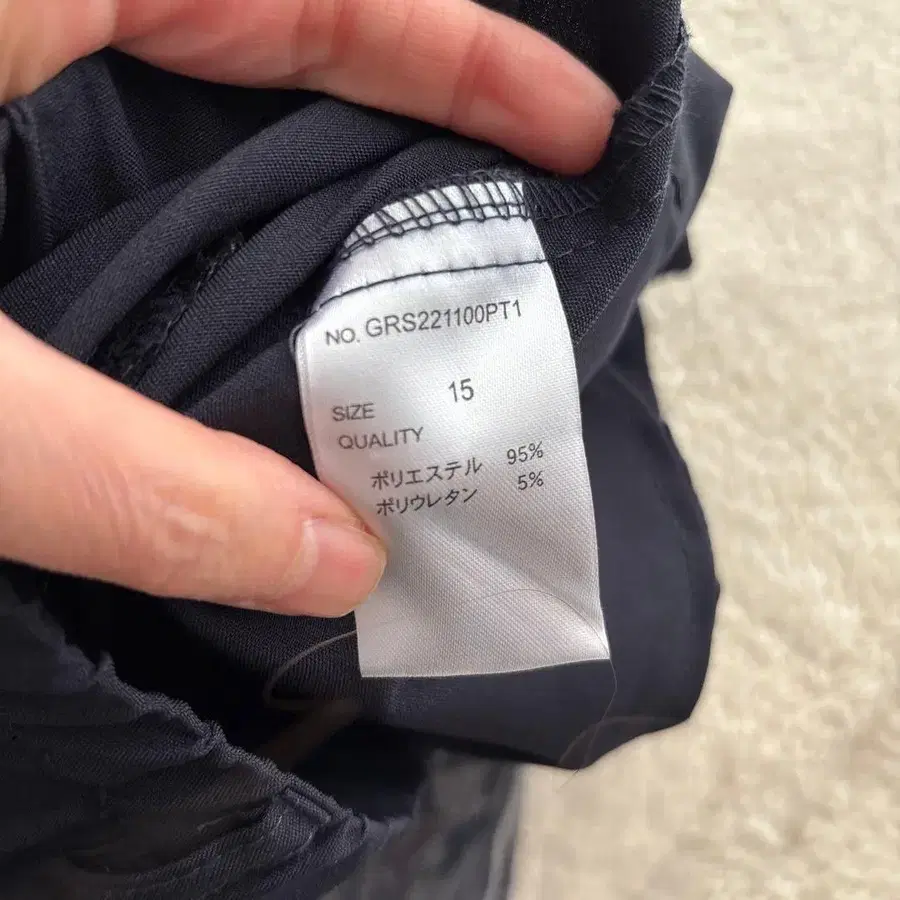 NO. GRS221100PT1
SIZE 15
QUALITY
ポリエステル 95%
ポリウレタン 5%